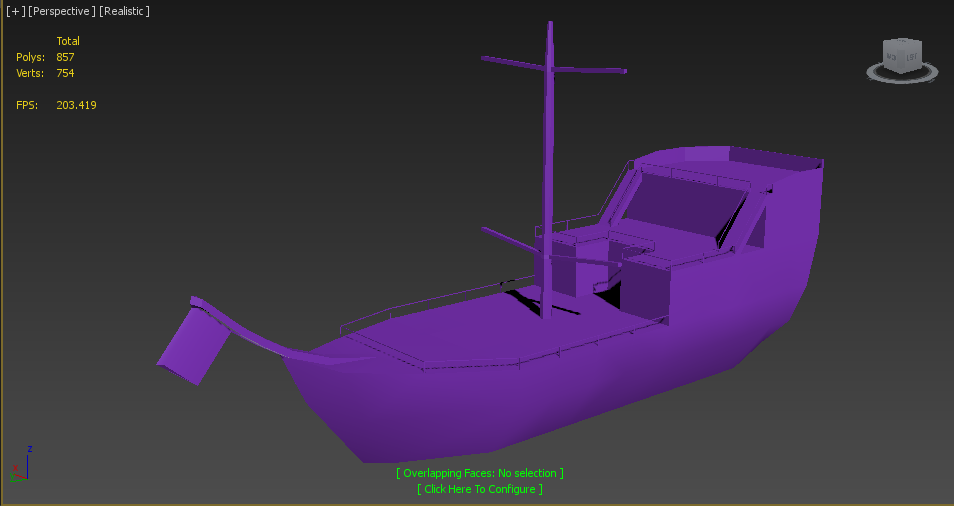 [+] [Perspective] [Realistic]
Total
Polys: 857
Verts: 754
FPS: 203.419
z
x
[ Overlapping Faces: No selection ]
[ Click Here To Configure ]